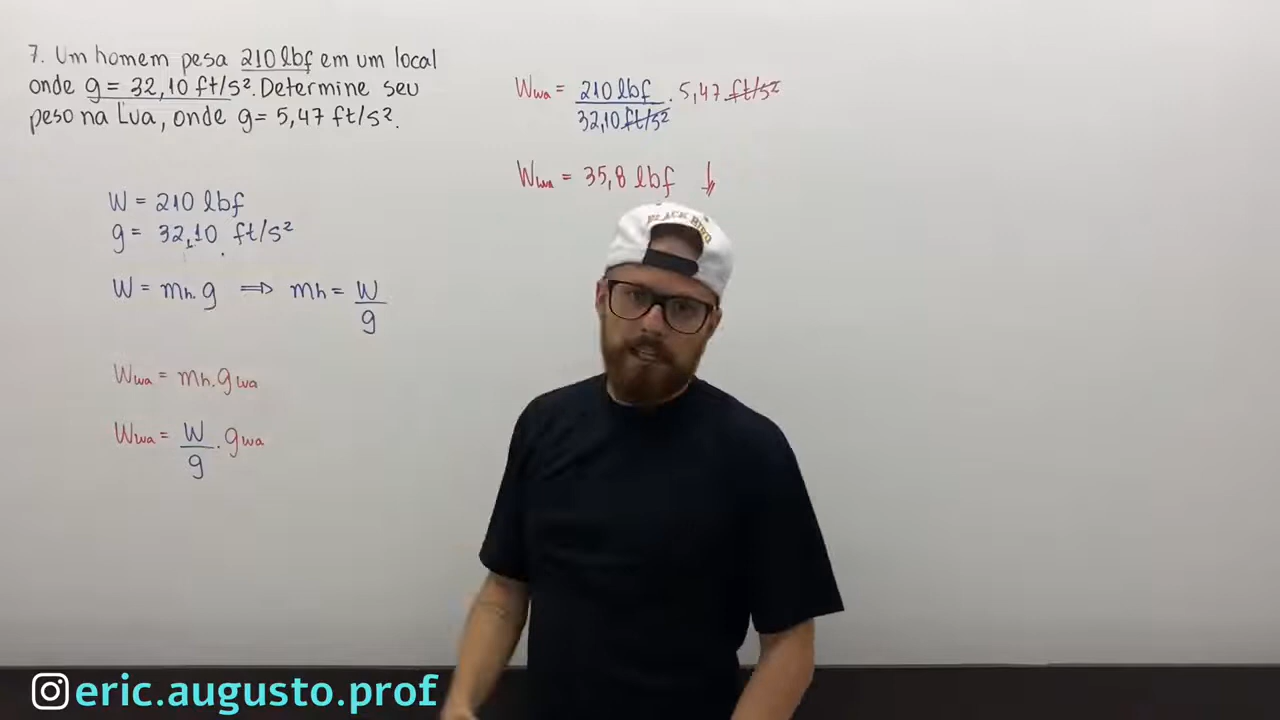 7. Um homem pesa 210 lbf em um local
onde g = 32,10 ft/s². Determine seu
peso na Lua, onde g = 5,47 ft/s².
W = 210 lbf
g = 32,10 ft/s²
W = mh.g ⟹ mh = W/g
Wlua = mh.glua
Wlua = W/g . glua
Wlua = 210 lbf/32,10 ft/s² . 5,47 ft/s²
Wlua = 35,8 lbf ↓
eric.augusto.prof